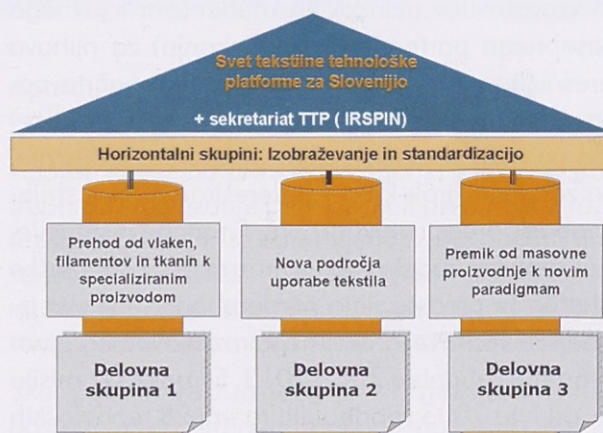 Svet tekstilne tehnološke
platforme za Slovenijo
+ sekretariat TTP ( IRSPIN)
Horizontalni skupini: Izobraževanje in standardizacijo
Prehod od vlaken,
filamentov in tkanin k
specializiranim
proizvodom
Nova področja
uporabe tekstila
Premik od masovne
proizvodnje k novim
paradigmam
Delovna
skupina 1
Delovna
skupina 2
Delovna
skupina 3